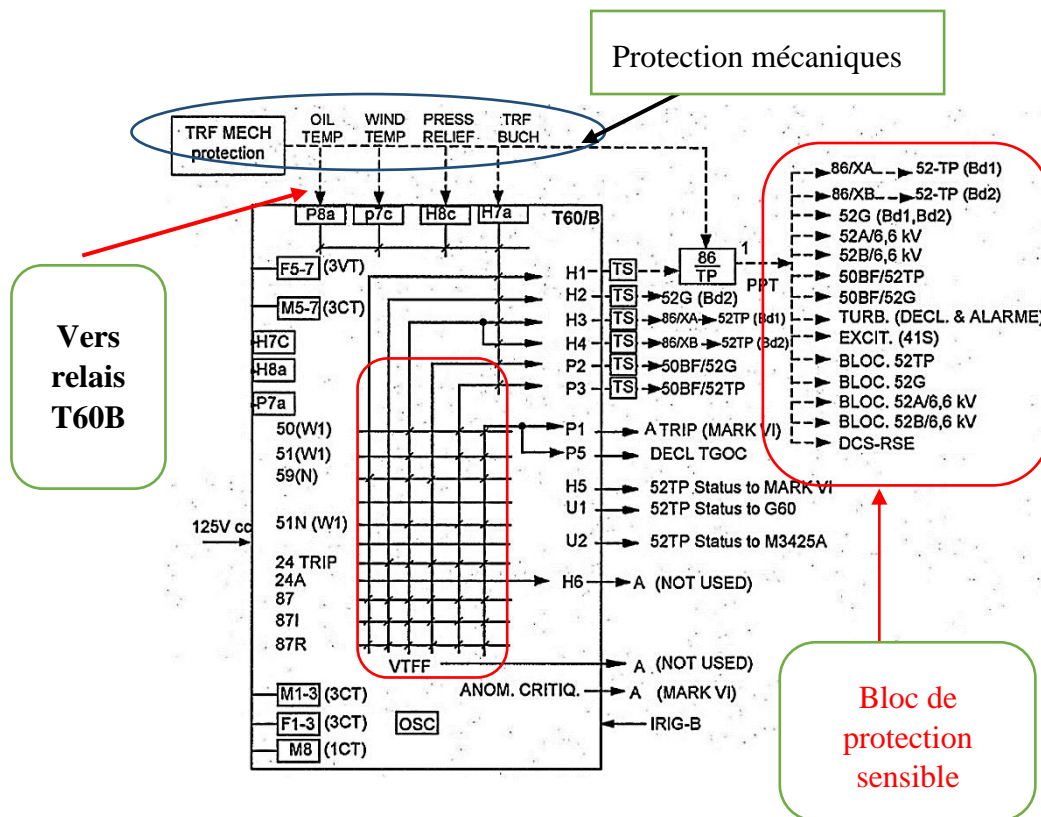 Protection mécaniques
TRF MECH
protection
OIL
TEMP
WIND
TEMP
PRESS
RELIEF
TRF
BUCH
P8a
p7c
H8c
H7a
T60/B
Vers
relais
T60B
F5-7 (3VT)
M5-7 (3CT)
H7C
H8a
P7a
50(W1)
51(W1)
59(N)
51N (W1)
125V cc
24 TRIP
24A
87
87I
87R
VTFF
M1-3 (3CT)
F1-3 (3CT)
M8 (1CT)
OSC
ANOM. CRITIQ.
H1 TS
86
TP
1
PPT
H2 TS 52G (Bd2)
H3 TS 86/XA 52TP (Bd1)
H4 TS 86/XB 52TP (Bd2)
P2 TS 50BF/52G
P3 TS 50BF/52TP
P1 A TRIP (MARK VI)
P5 DECL TGOC
H5 52TP Status to MARK VI
U1 52TP Status to G60
U2 52TP Status to M3425A
H6 A (NOT USED)
A (NOT USED)
A (MARK VI)
IRIG-B
86/XA 52-TP (Bd1)
86/XB 52-TP (Bd2)
52G (Bd1,Bd2)
52A/6,6 kV
52B/6,6 kV
50BF/52TP
50BF/52G
TURB. (DECL. & ALARME)
EXCIT. (41S)
BLOC. 52TP
BLOC. 52G
BLOC. 52A/6,6 kV
BLOC. 52B/6,6 kV
DCS-RSE
Bloc de
protection
sensible